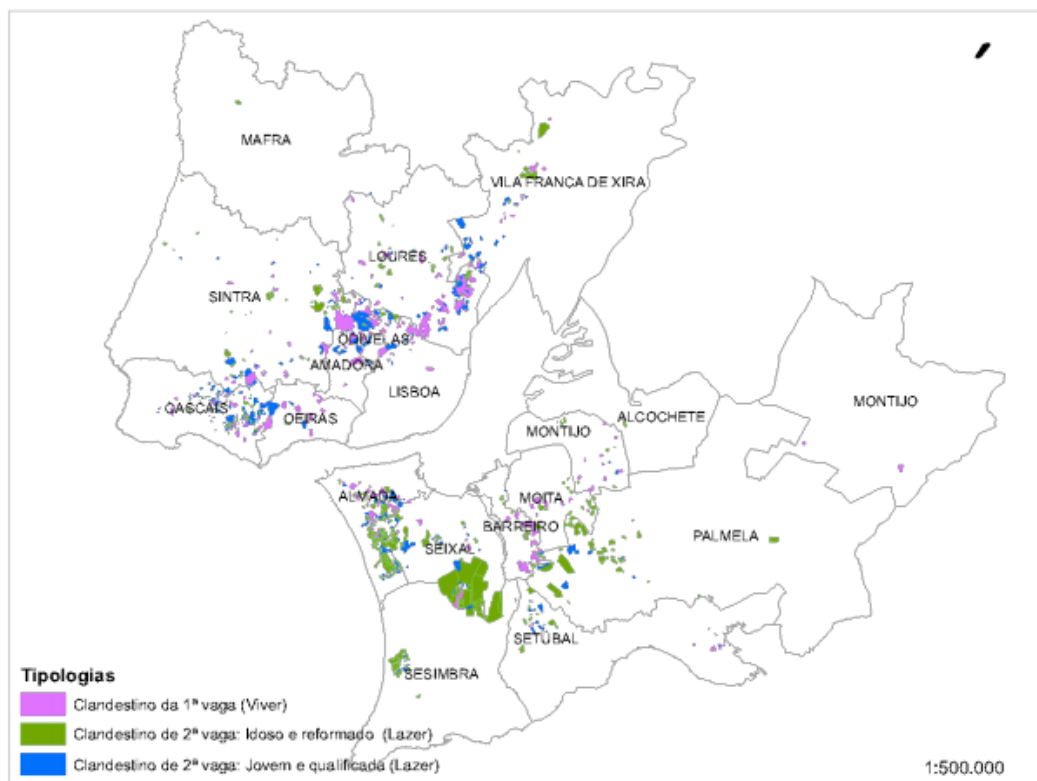 MAFRA
VILA FRANCA DE XIRA
LOURES
SINTRA
ODIVELAS
AMADORA
LISBOA
CASCAIS
OEIRAS
MONTIJO
ALCOCHETE
MONTIJO
ALMADA
MOITA
BARREIRO
SEIXAL
PALMELA
SETÚBAL
SESIMBRA
Tipologias
Clandestino da 1ª vaga (Viver)
Clandestino de 2ª vaga: Idoso e reformado (Lazer)
Clandestino de 2ª vaga: Jovem e qualificada (Lazer)
1:500.000